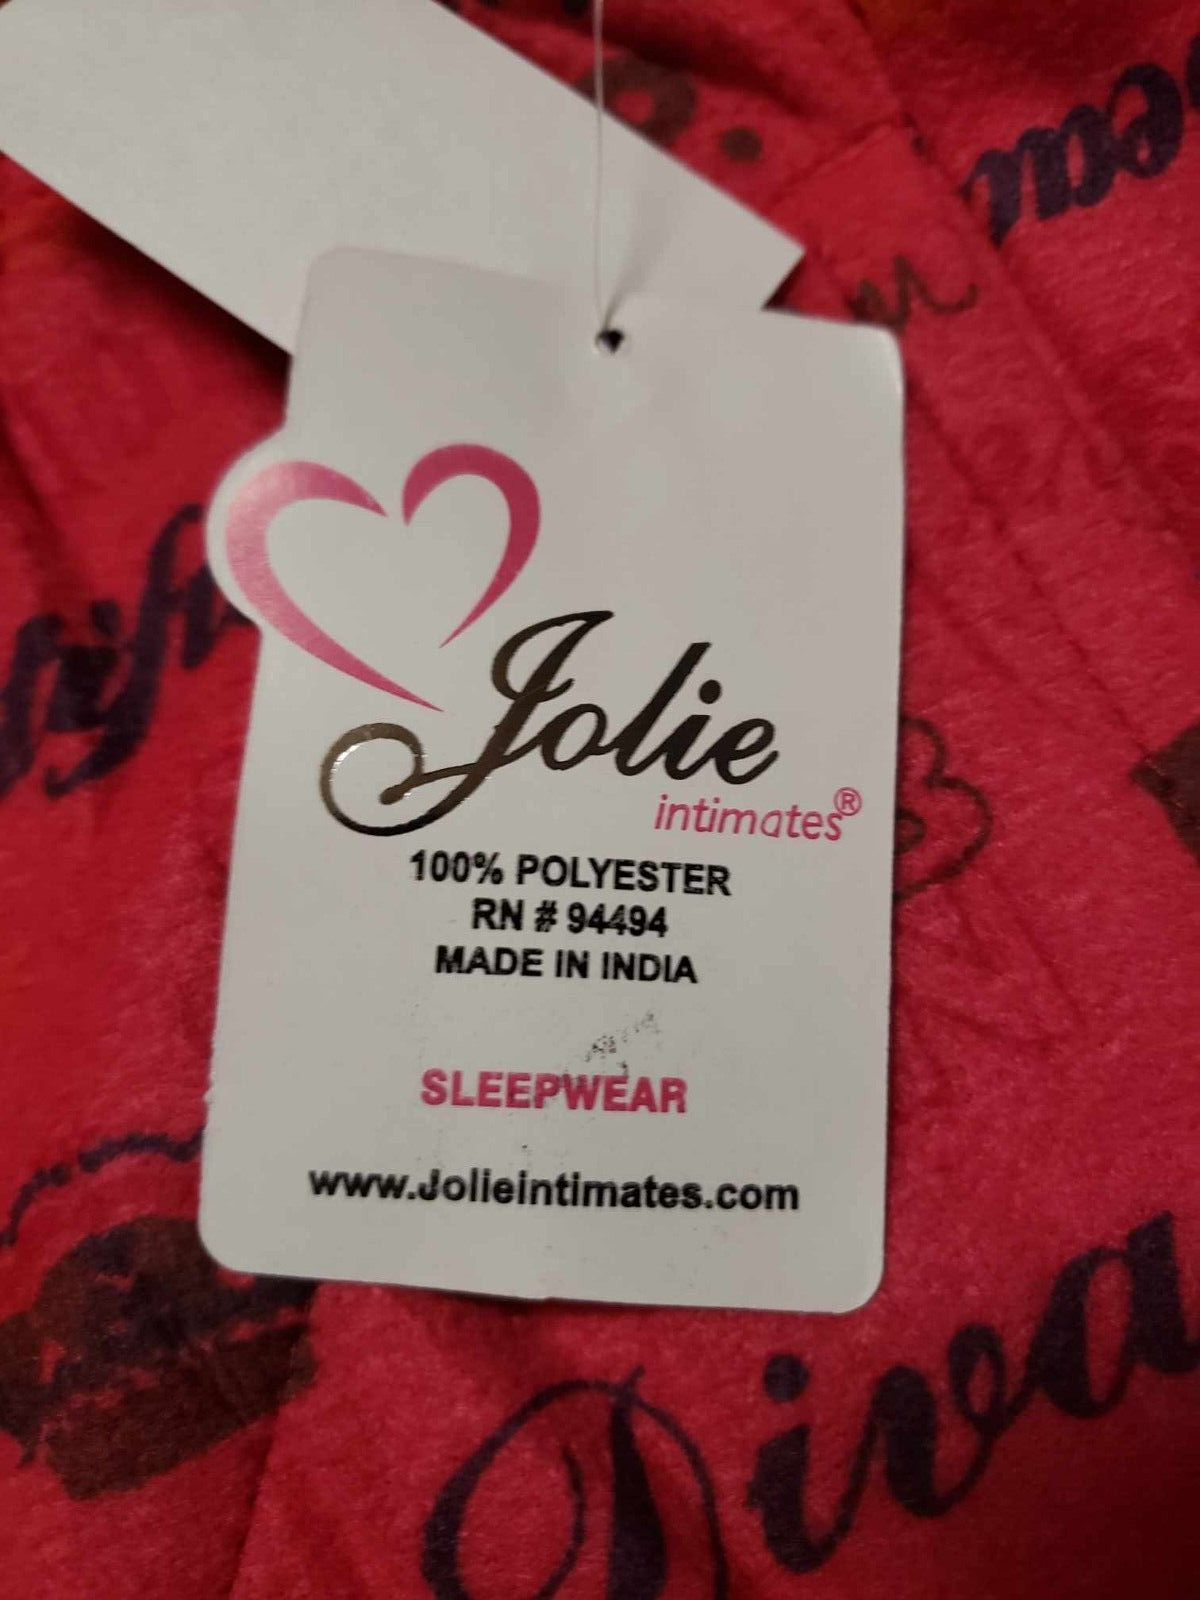 Jolie
intimates®
100% POLYESTER
RN # 94494
MADE IN INDIA
SLEEPWEAR
www.Jolieintimates.com
Diva